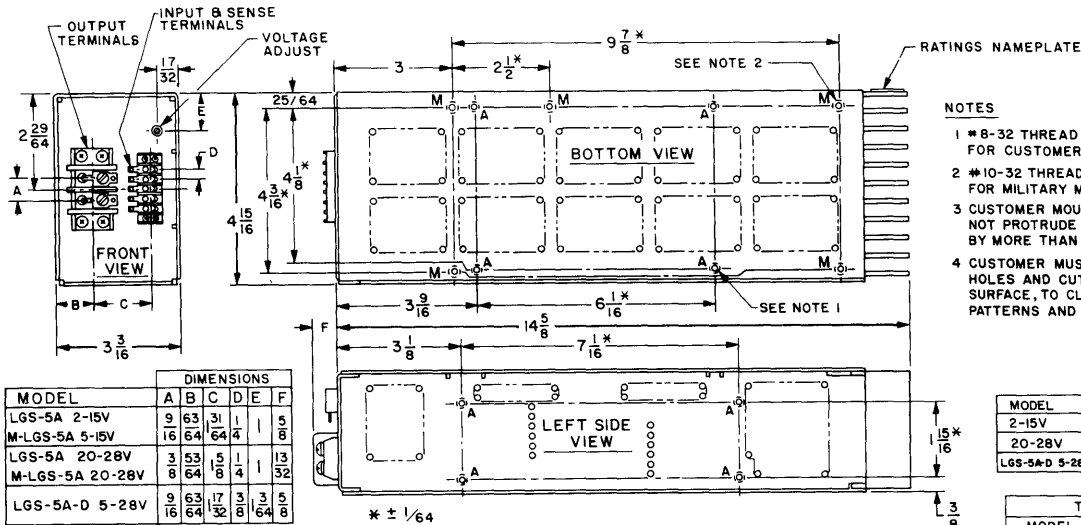 OUTPUT TERMINALS
INPUT & SENSE TERMINALS
VOLTAGE ADJUST
17/32
E
D
2 29/64
A
FRONT VIEW
B
C
3 3/16
3
2 1/2*
9 7/8*
SEE NOTE 2
RATINGS NAMEPLATE
25/64
M
A
M
A
M
BOTTOM VIEW
4 1/8*
4 3/16*
4 15/16
M
A
A
M
SEE NOTE 1
3 9/16
6 1/16*
F
14 5/8
3 1/8
7 1/16*
A
A
LEFT SIDE VIEW
A
A
1 15/16*
3/8
* ± 1/64
NOTES
1 #8-32 THREAD
FOR CUSTOMER
2 #10-32 THREAD
FOR MILITARY M
3 CUSTOMER MOU
NOT PROTRUDE
BY MORE THAN
4 CUSTOMER MUS
HOLES AND CUT
SURFACE, TO CL
PATTERNS AND
DIMENSIONS
MODEL A B C D E F
LGS-5A 2-15V
M-LGS-5A 5-15V 9/16 63/64 1 31/64 1/4 1 5/8
LGS-5A 20-28V
M-LGS-5A 20-28V 3/8 53/64 1 5/8 1/4 1 13/32
LGS-5A-D 5-28V 9/16 63/64 1 17/32 3/8 1 3/64 5/8
MODEL
2-15V
20-28V
LGS-5A-D 5-28
T
MODEL